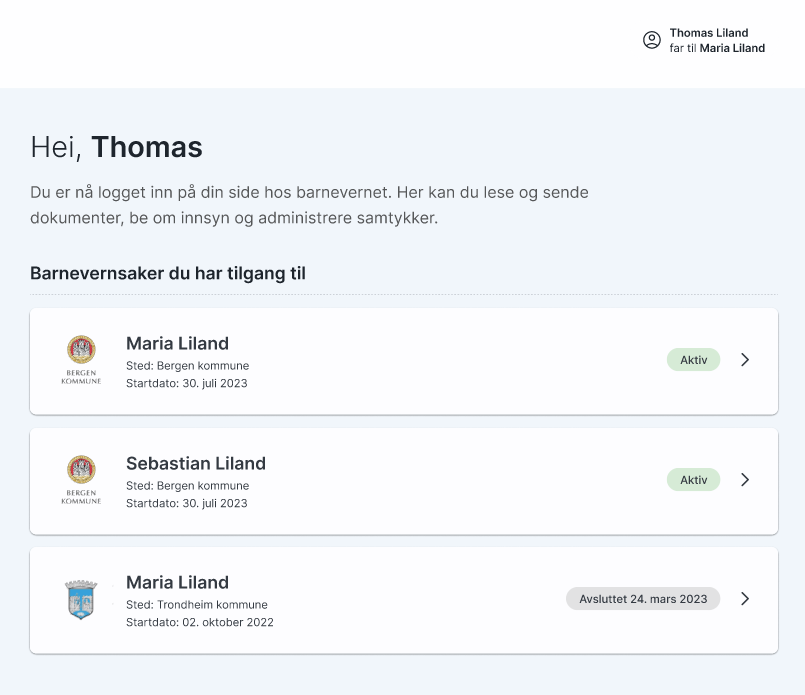 Thomas Liland
far til Maria Liland
Hei, Thomas
Du er nå logget inn på din side hos barnevernet. Her kan du lese og sende
dokumenter, be om innsyn og administrere samtykker.
Barnevernsaker du har tilgang til
BERGEN
KOMMUNE
Maria Liland
Sted: Bergen kommune
Startdato: 30. juli 2023
Aktiv
BERGEN
KOMMUNE
Sebastian Liland
Sted: Bergen kommune
Startdato: 30. juli 2023
Aktiv
Maria Liland
Sted: Trondheim kommune
Startdato: 02. oktober 2022
Avsluttet 24. mars 2023